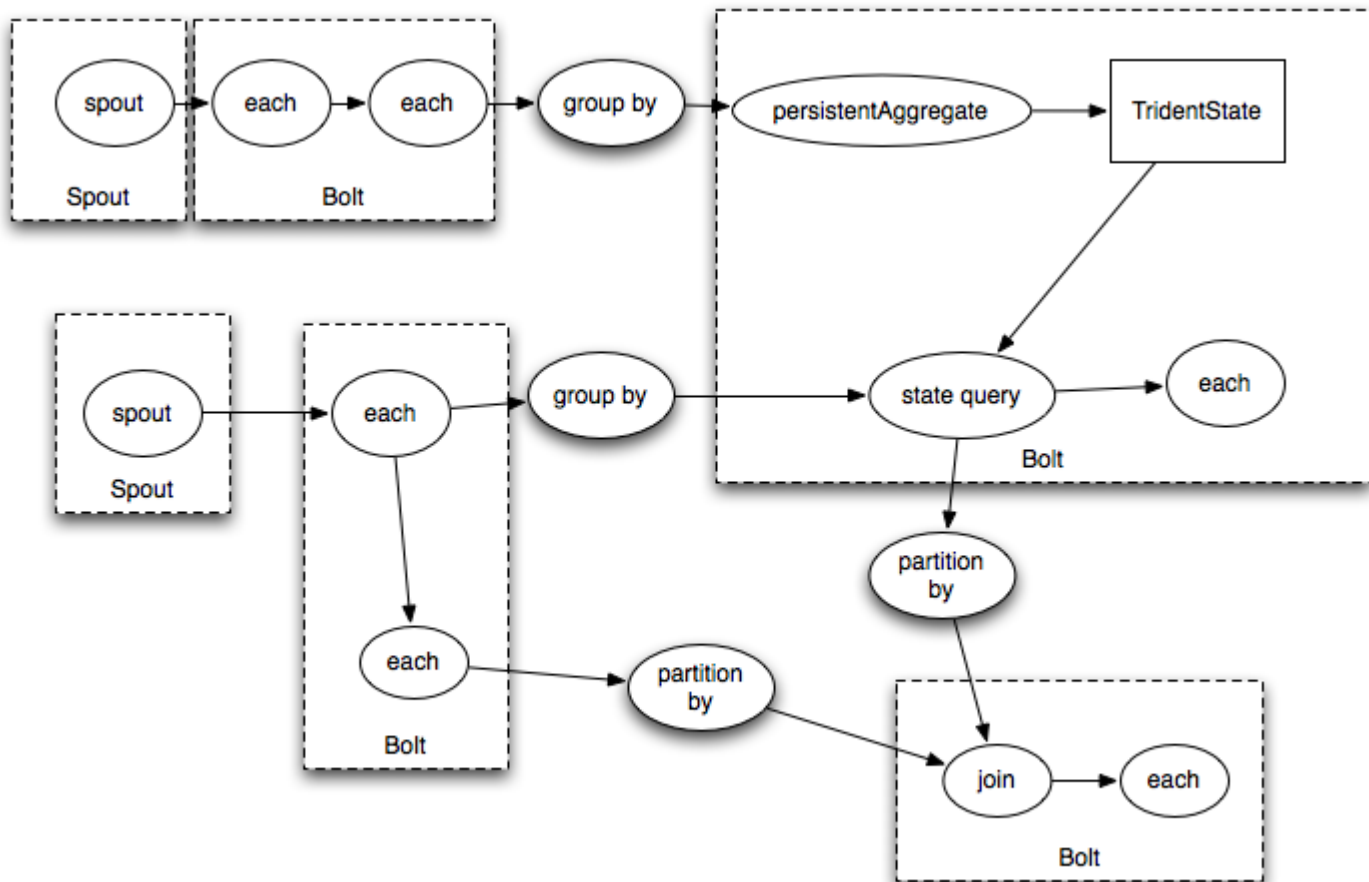 spout
each
each
group by
persistentAggregate
TridentState
Spout
Bolt
spout
each
group by
state query
each
Spout
Bolt
partition
by
each
partition
by
Bolt
join
each
Bolt